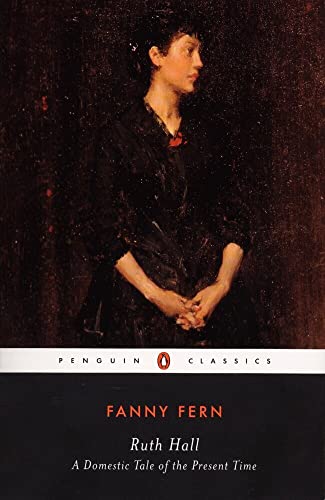 PENGUIN CLASSICS
FANNY FERN
Ruth Hall
A Domestic Tale of the Present Time